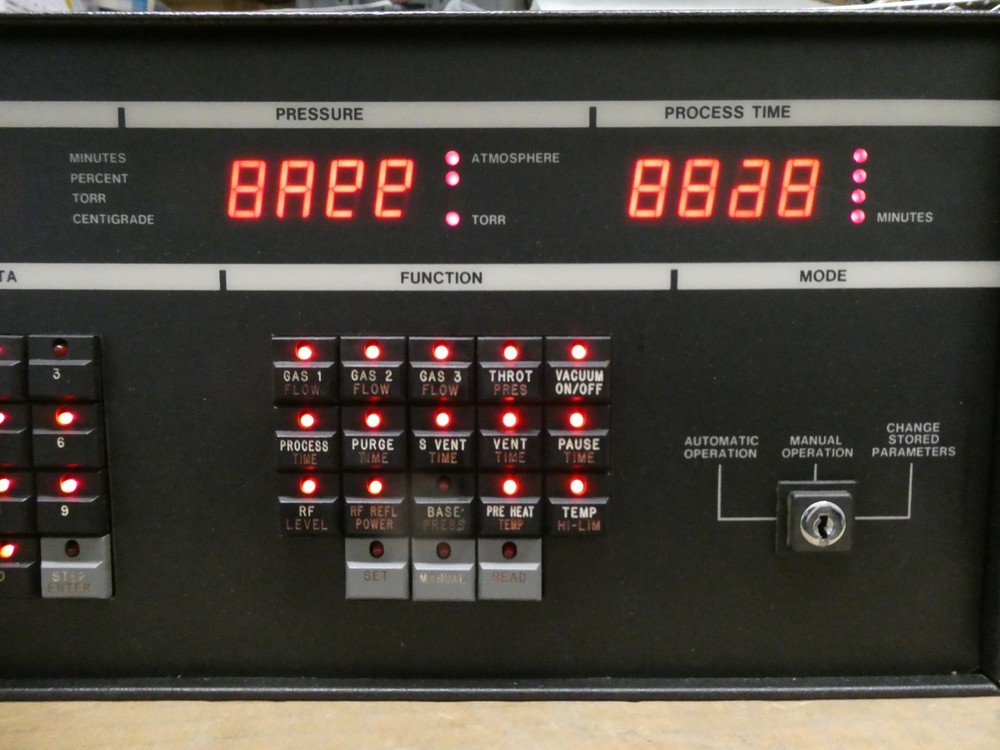 PRESSURE
PROCESS TIME
MINUTES
PERCENT
TORR
CENTIGRADE
ATMOSPHERE
TORR
MINUTES
TA
FUNCTION
MODE
3
6
9
STEP
ENTER
GAS 1
FLOW
GAS 2
FLOW
GAS 3
FLOW
THROT
PRES
VACUUM
ON/OFF
PROCESS
TIME
PURGE
TIME
S VENT
TIME
VENT
TIME
PAUSE
TIME
RF
LEVEL
RF REFL
POWER
BASE
PRESS
PRE HEAT
TEMP
TEMP
HI-LIM
SET
MANUAL
READ
AUTOMATIC
OPERATION
MANUAL
OPERATION
CHANGE
STORED
PARAMETERS